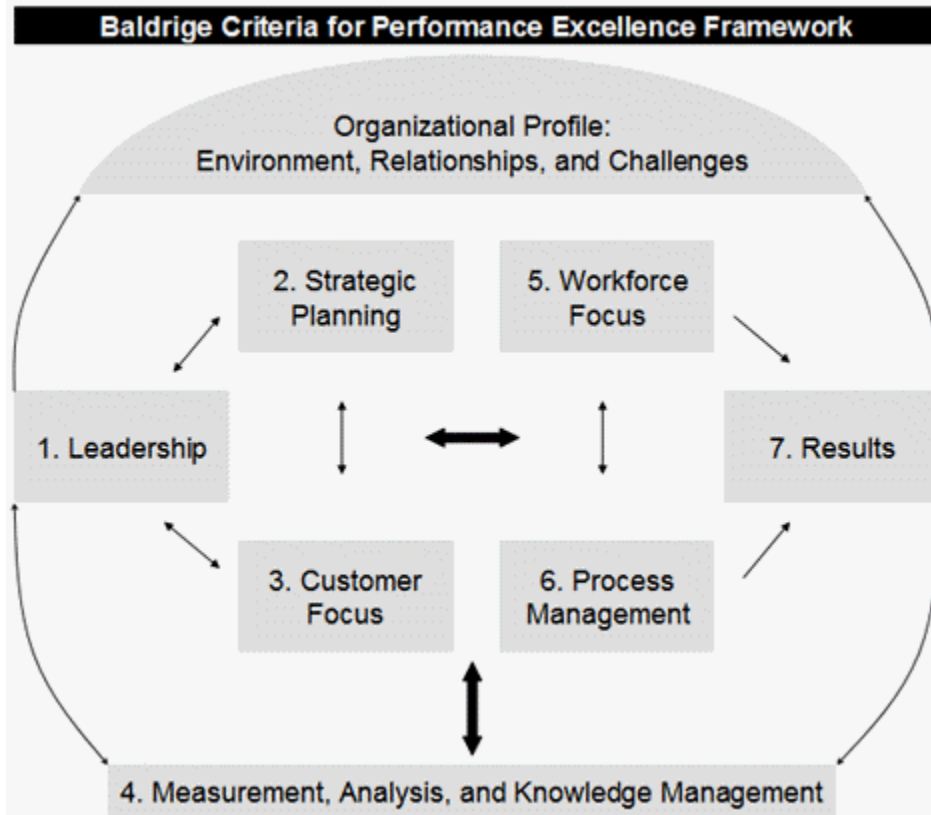 Baldrige Criteria for Performance Excellence Framework
Organizational Profile:
Environment, Relationships, and Challenges
2. Strategic
Planning
5. Workforce
Focus
1. Leadership
7. Results
3. Customer
Focus
6. Process
Management
4. Measurement, Analysis, and Knowledge Management